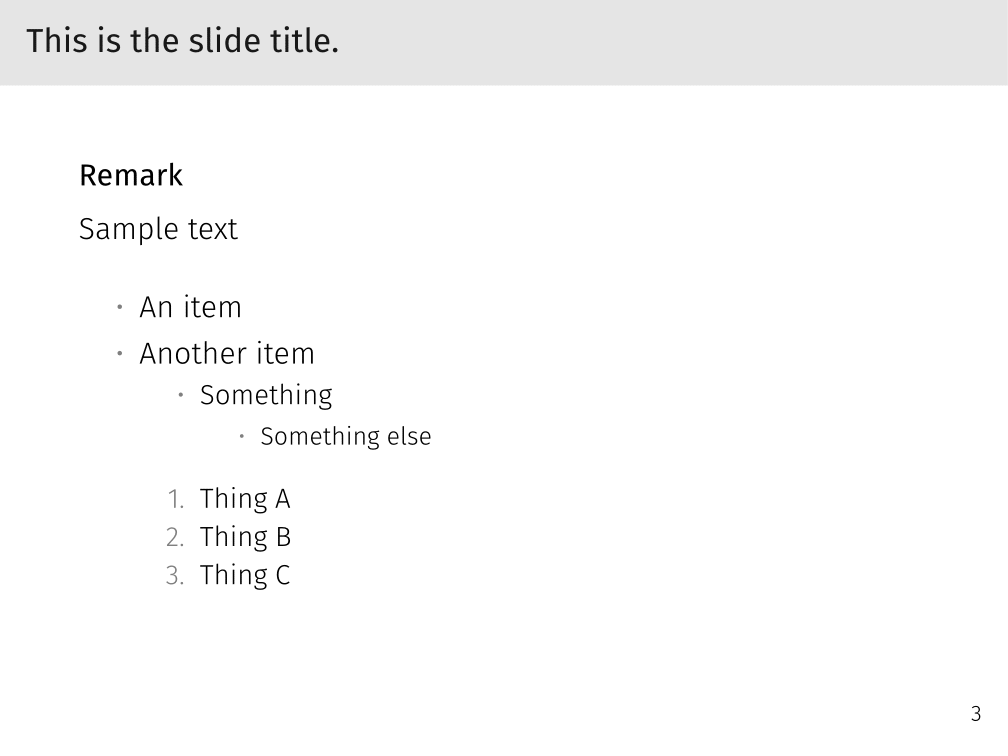 This is the slide title.
Remark
Sample text
· An item
· Another item
· Something
· Something else
1. Thing A
2. Thing B
3. Thing C
3